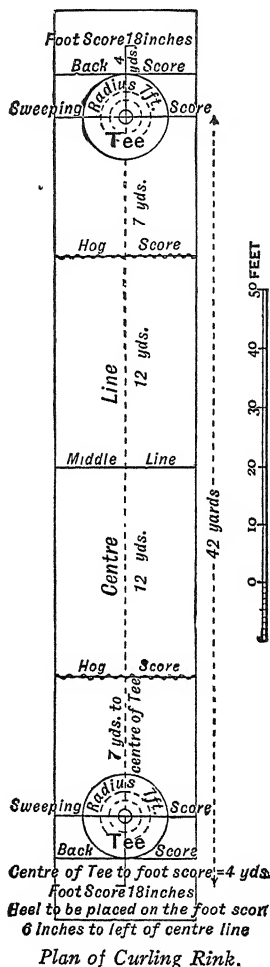 Foot Score 18 inches
4 yds.
Back Score
Radius 7ft.
Sweeping Score
Tee
7 yds.
Hog Score
Line
12 yds.
Middle Line
Centre
12 yds.
Hog Score
7 yds. to
centre of Tee
Radius 7ft.
Sweeping Score
Tee
Back Score
Centre of Tee to foot score = 4 yds.
Foot Score 18 inches
Heel to be placed on the foot score
6 Inches to left of centre line
42 yards
50 FEET
40
30
20
10
0
Plan of Curling Rink.